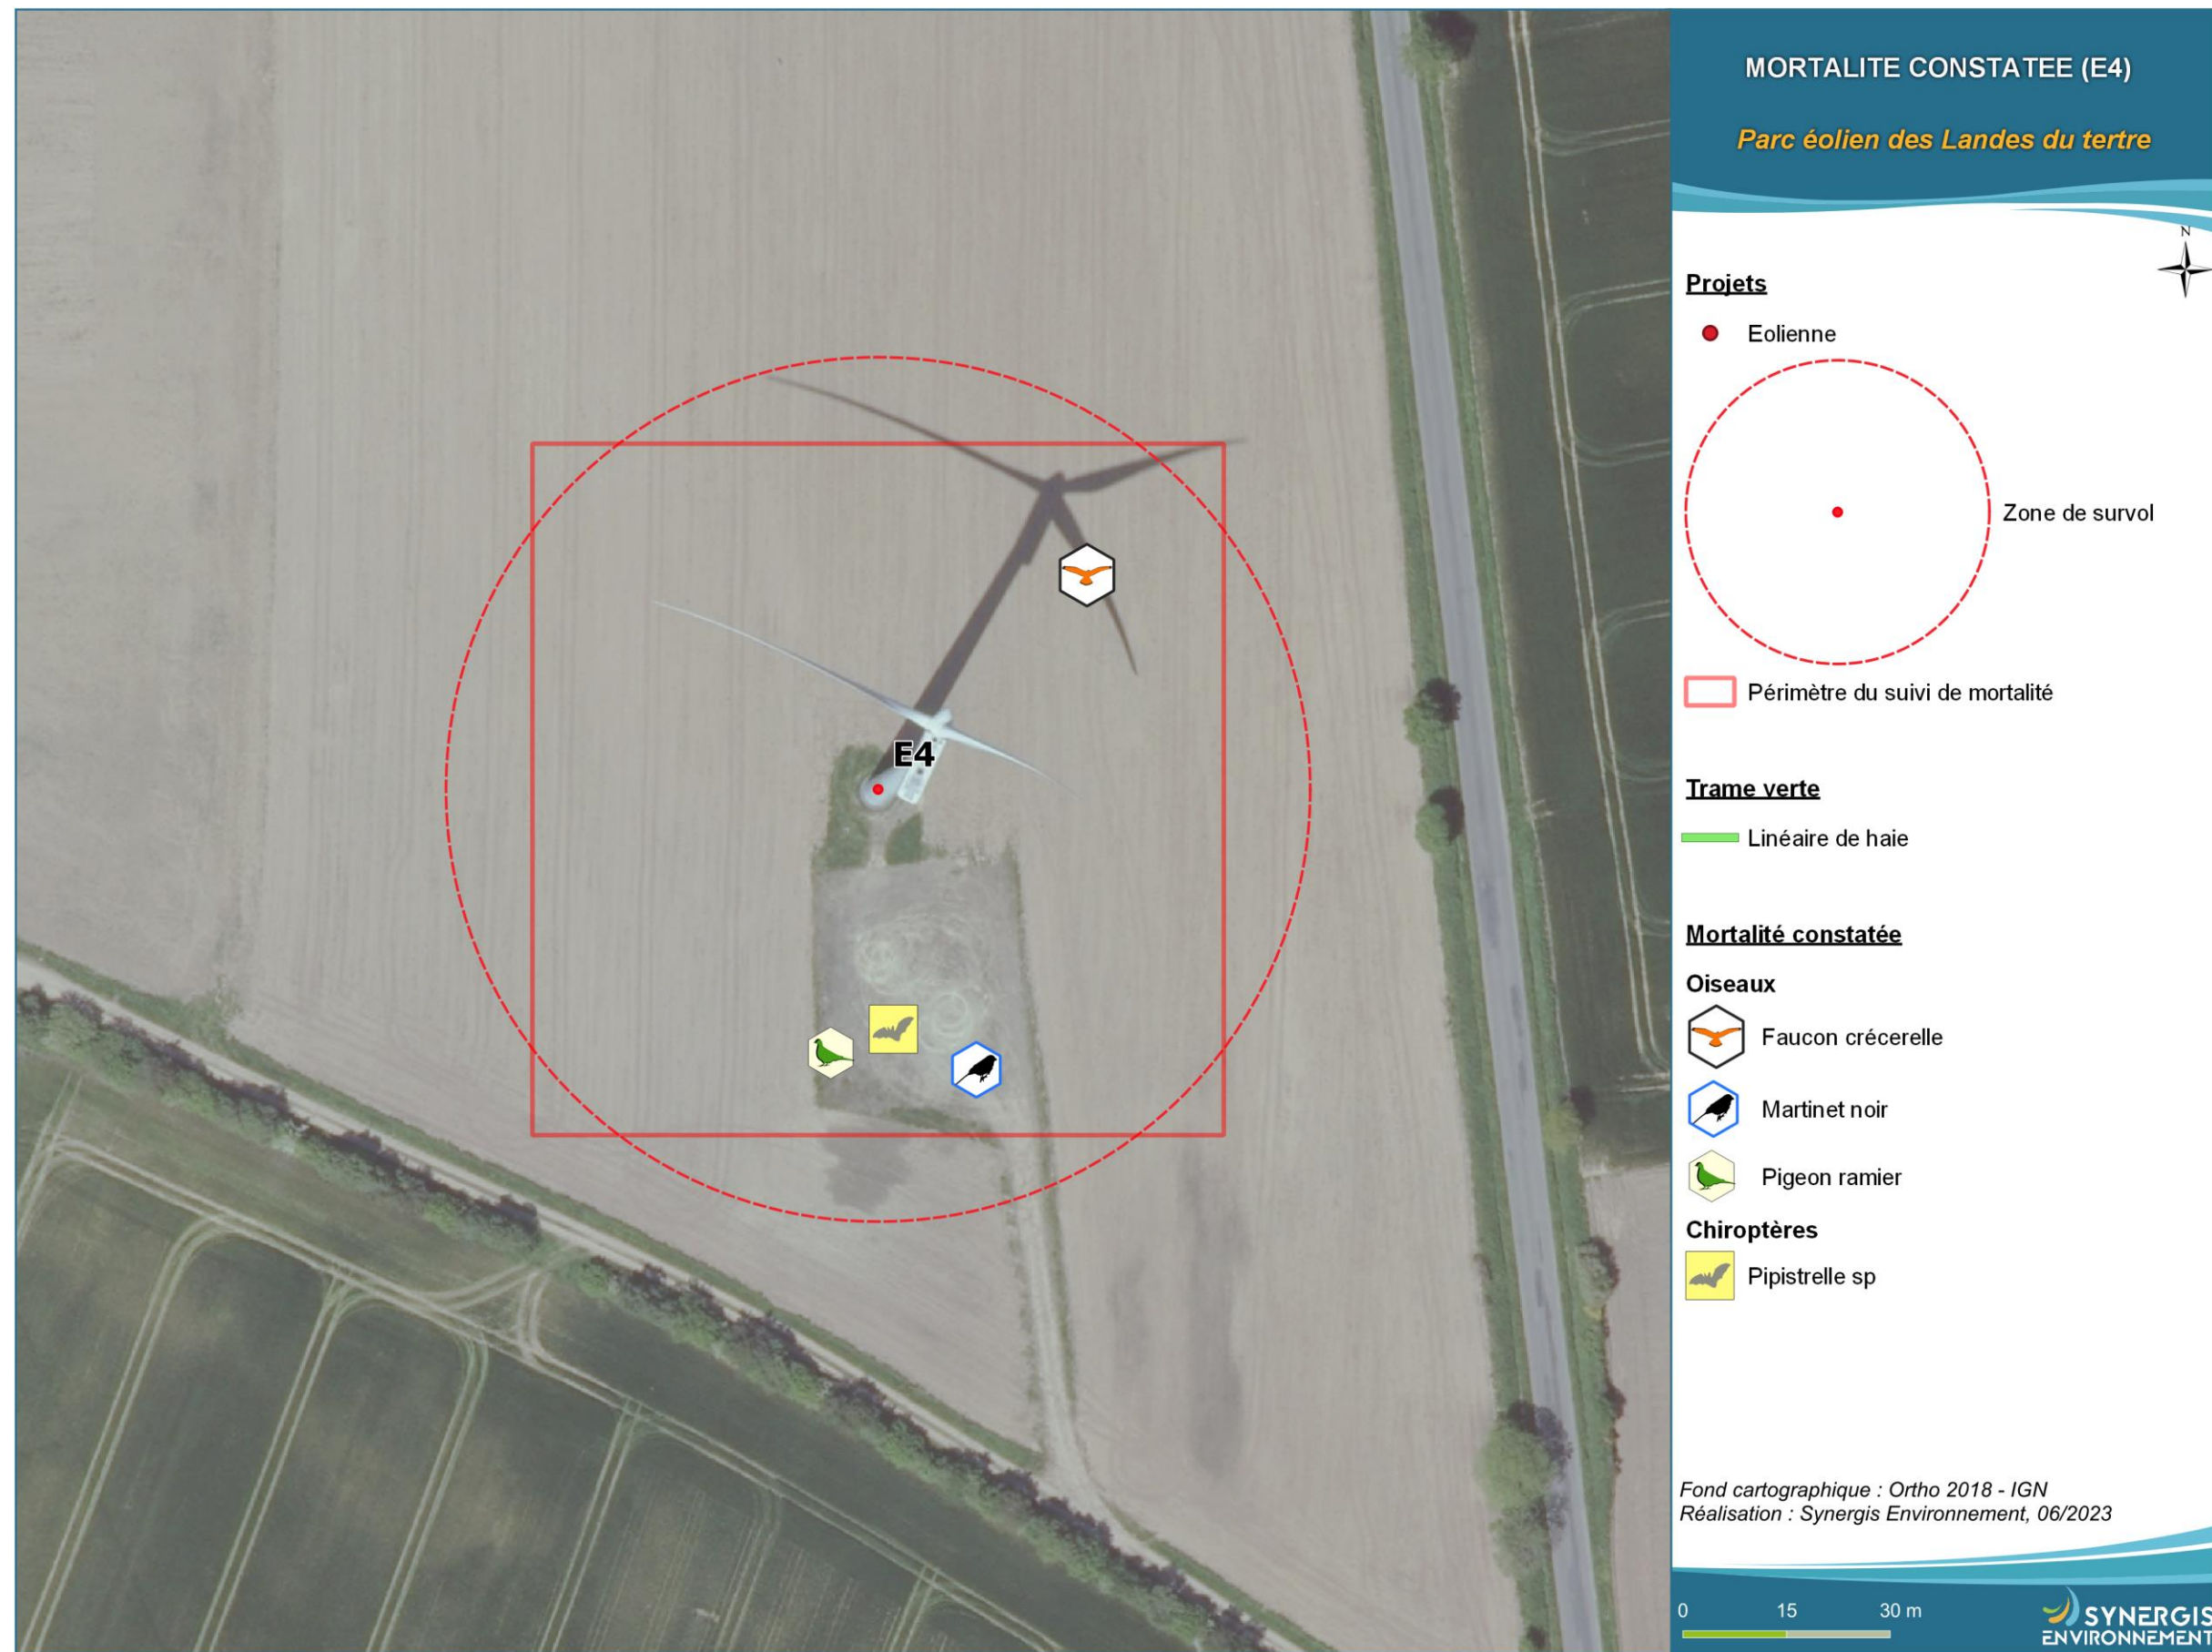 MORTALITE CONSTATEE (E4)
Parc éolien des Landes du tertre
N
Projets
Eolienne
Zone de survol
Périmètre du suivi de mortalité
Trame verte
Linéaire de haie
Mortalité constatée
Oiseaux
Faucon crécerelle
Martinet noir
Pigeon ramier
Chiroptères
Pipistrelle sp
E4
Fond cartographique : Ortho 2018 - IGN
Réalisation : Synergis Environnement, 06/2023
0 15 30 m
SYNERGIS
ENVIRONNEMENT